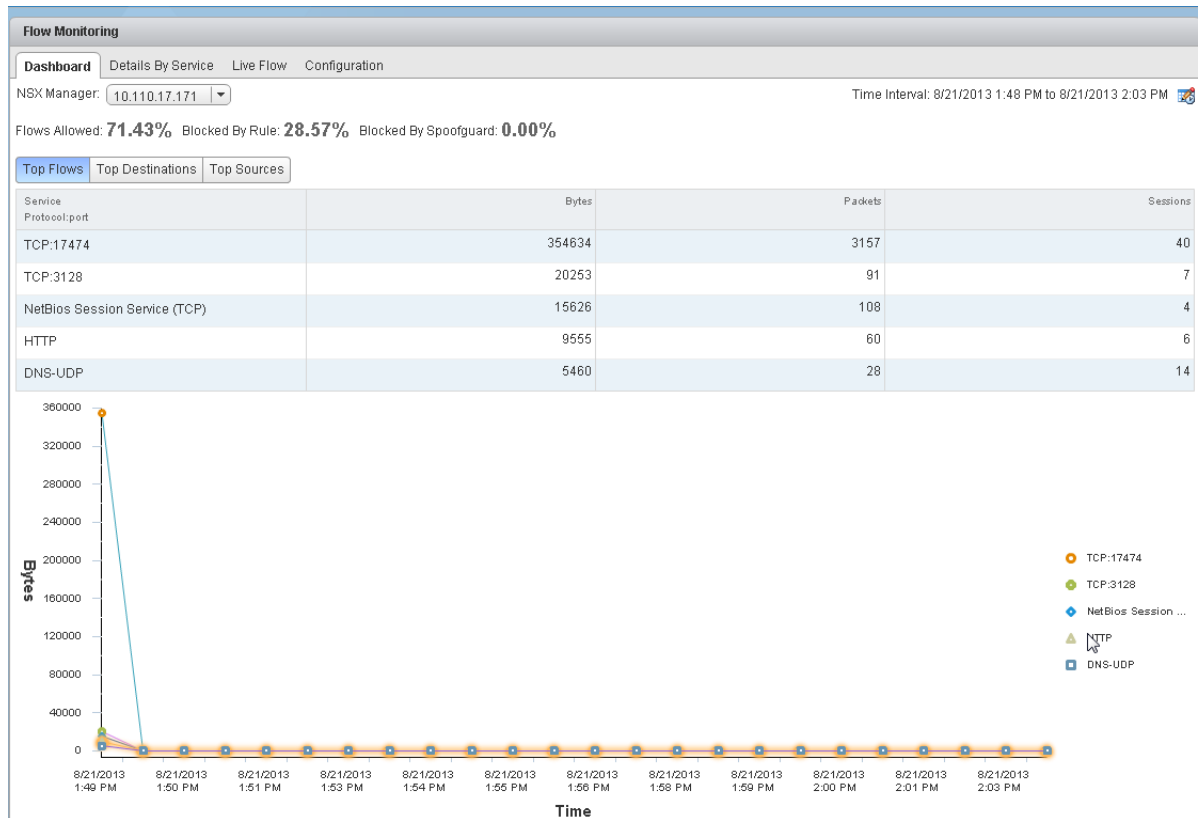 Flow Monitoring
Dashboard Details By Service Live Flow Configuration
NSX Manager: 10.110.17.171 Time Interval: 8/21/2013 1:48 PM to 8/21/2013 2:03 PM
Flows Allowed: 71.43% Blocked By Rule: 28.57% Blocked By Spoofguard: 0.00%
Top Flows Top Destinations Top Sources
Service Bytes Packets Sessions
Protocol:port
TCP:17474 354634 3157 40
TCP:3128 20253 91 7
NetBios Session Service (TCP) 15626 108 4
HTTP 9555 60 6
DNS-UDP 5460 28 14
360000
320000
280000
240000
200000
160000
120000
80000
40000
0
Bytes
TCP:17474
TCP:3128
NetBios Session ...
HTTP
DNS-UDP
8/21/2013 8/21/2013 8/21/2013 8/21/2013 8/21/2013 8/21/2013 8/21/2013 8/21/2013 8/21/2013 8/21/2013 8/21/2013 8/21/2013
1:49 PM 1:50 PM 1:51 PM 1:53 PM 1:54 PM 1:55 PM 1:56 PM 1:58 PM 1:59 PM 2:00 PM 2:01 PM 2:03 PM
Time